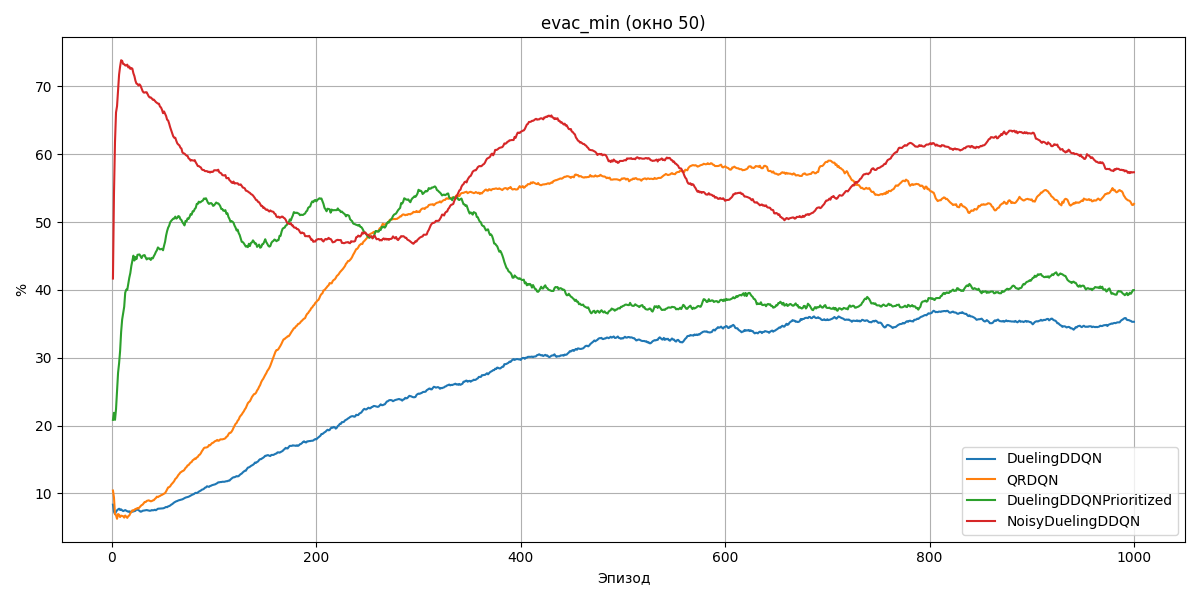 evac_min (окно 50)
%
70
60
50
40
30
20
10
0
200
400
600
800
1000
Эпизод
DuelingDDQN
QRDQN
DuelingDDQNPrioritized
NoisyDuelingDDQN